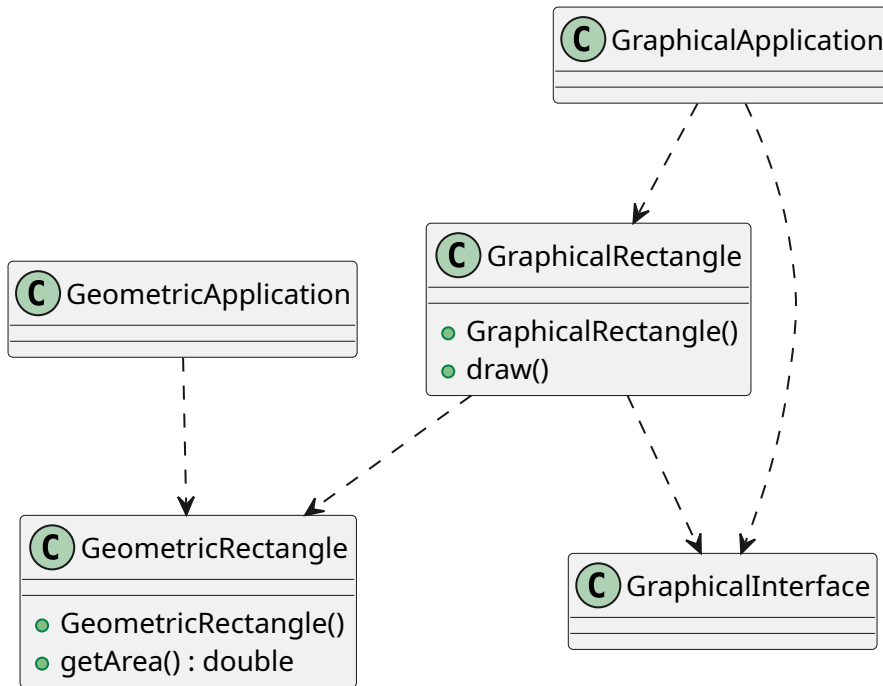 C GraphicalApplication
C GraphicalRectangle
GraphicalRectangle()
draw()
C GeometricApplication
C GeometricRectangle
GeometricRectangle()
getArea() : double
C GraphicalInterface